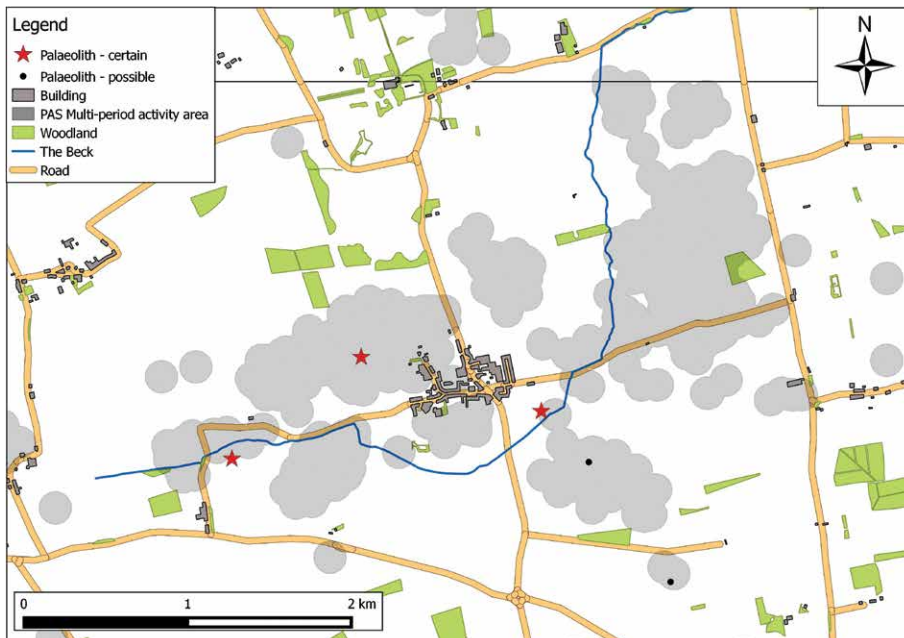 Legend
Palaeolith - certain
Palaeolith - possible
Building
PAS Multi-period activity area
Woodland
The Beck
Road
N
0 1 2 km